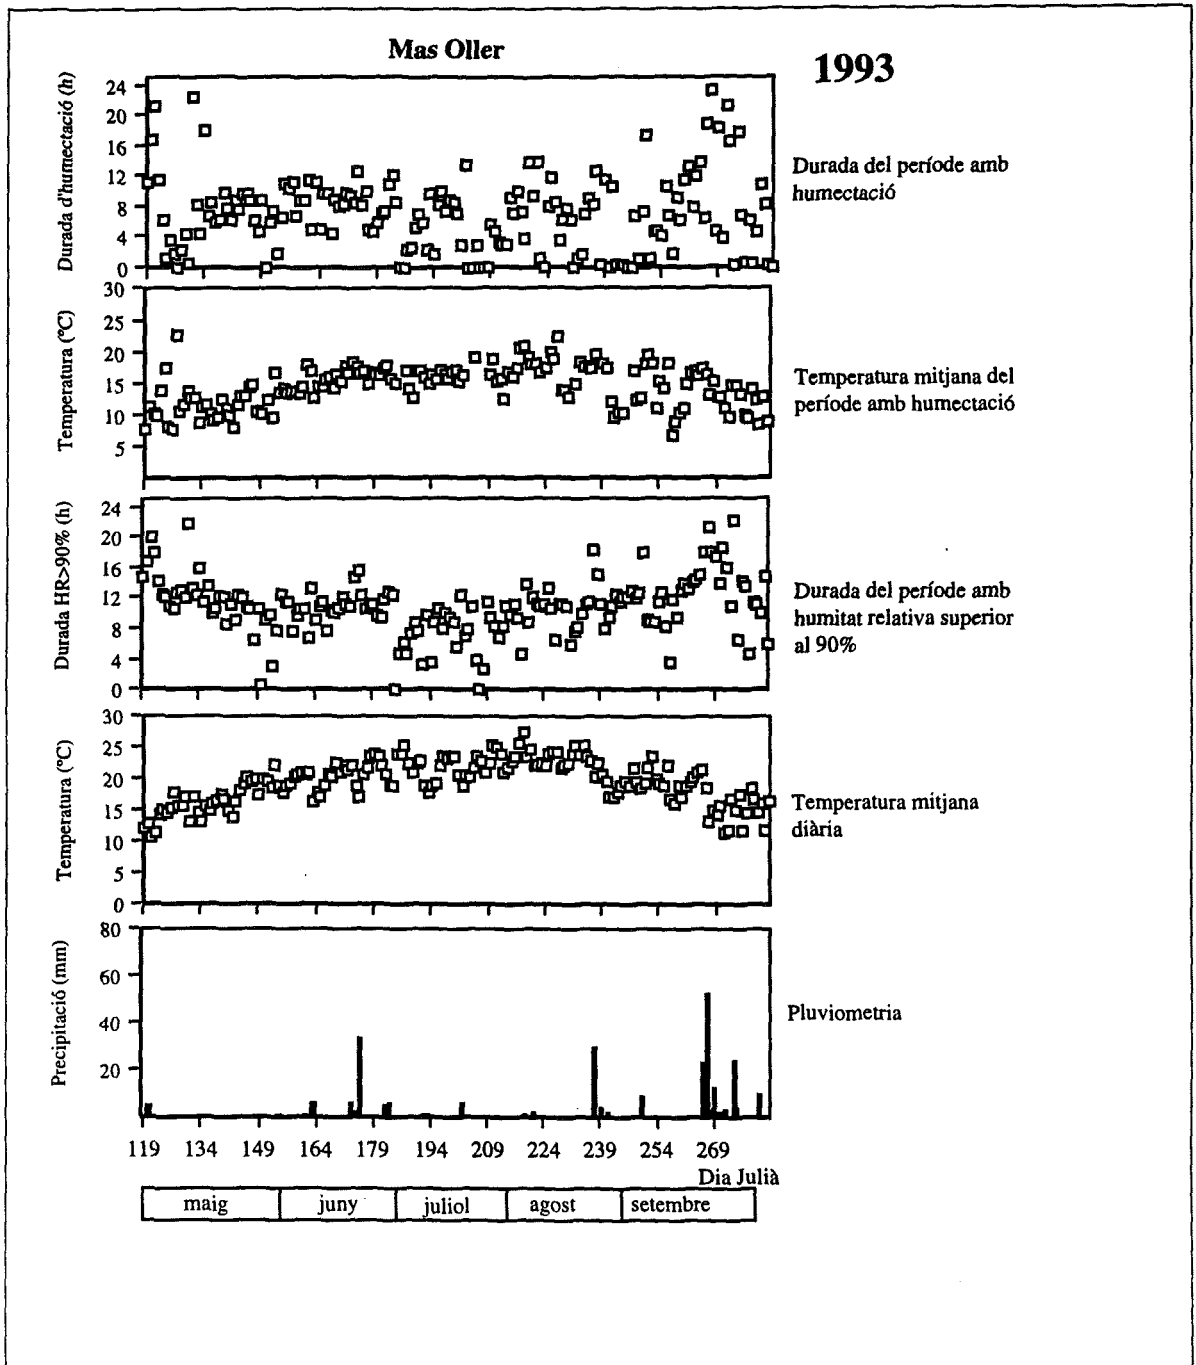 Mas Oller
1993
Durada d'humectació (h)
24
20
16
12
8
4
0
Durada del període amb
humectació
Temperatura (°C)
30
25
20
15
10
5
Temperatura mitjana del
període amb humectació
Durada HR>90% (h)
24
20
16
12
8
4
0
Durada del període amb
humitat relativa superior
al 90%
Temperatura (°C)
30
25
20
15
10
5
0
Temperatura mitjana
diària
Precipitació (mm)
80
60
40
20
Pluviometria
119 134 149 164 179 194 209 224 239 254 269
Dia Julià
maig juny juliol agost setembre